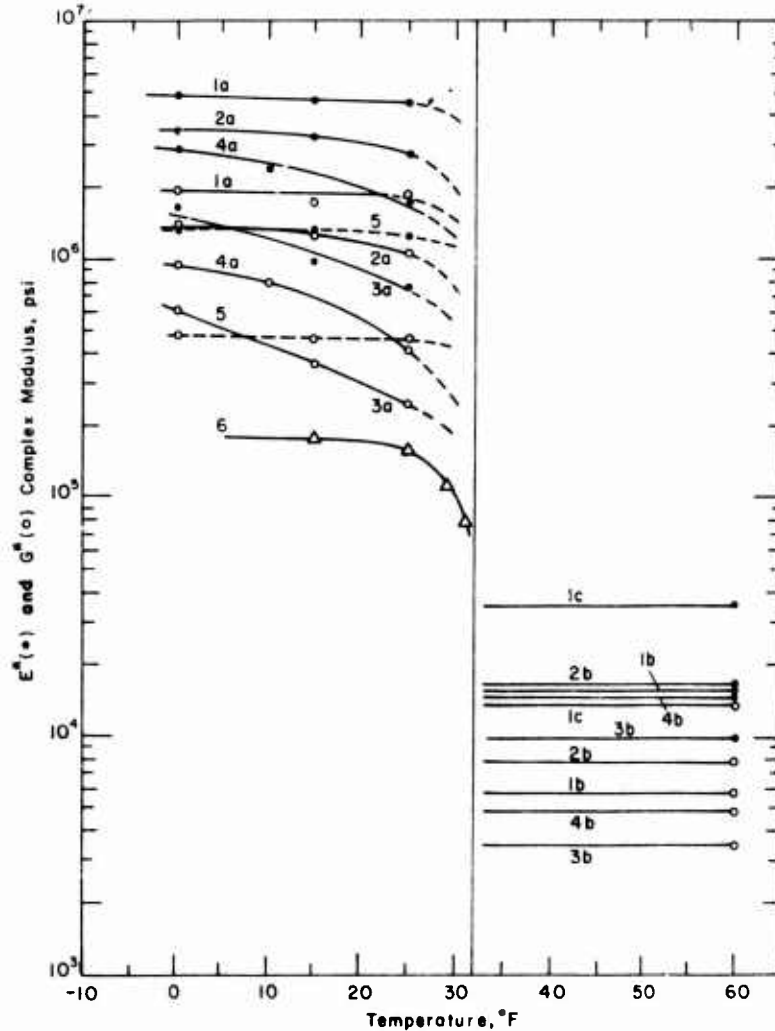 10⁷
1a
2a
4a
1a
5
10⁶
2a
4a
3a
5
3a
6
10⁵
1c
1b
2b
10⁴
1c
3b
4b
2b
1b
4b
3b
10³
-10
0
10
20
30
40
50
60
Temperature, °F
E*(•) and G*(○) Complex Modulus, psi